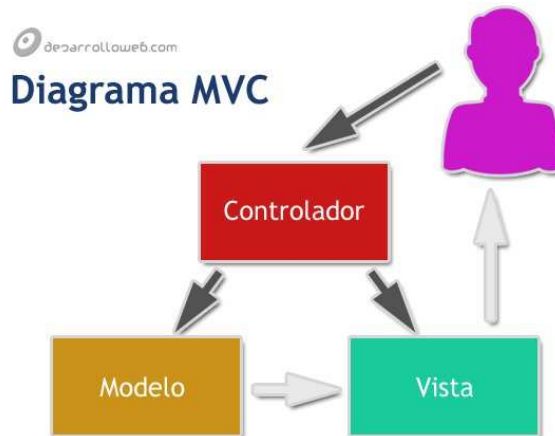 desarrolloweb.com
Diagrama MVC
Controlador
Modelo
Vista